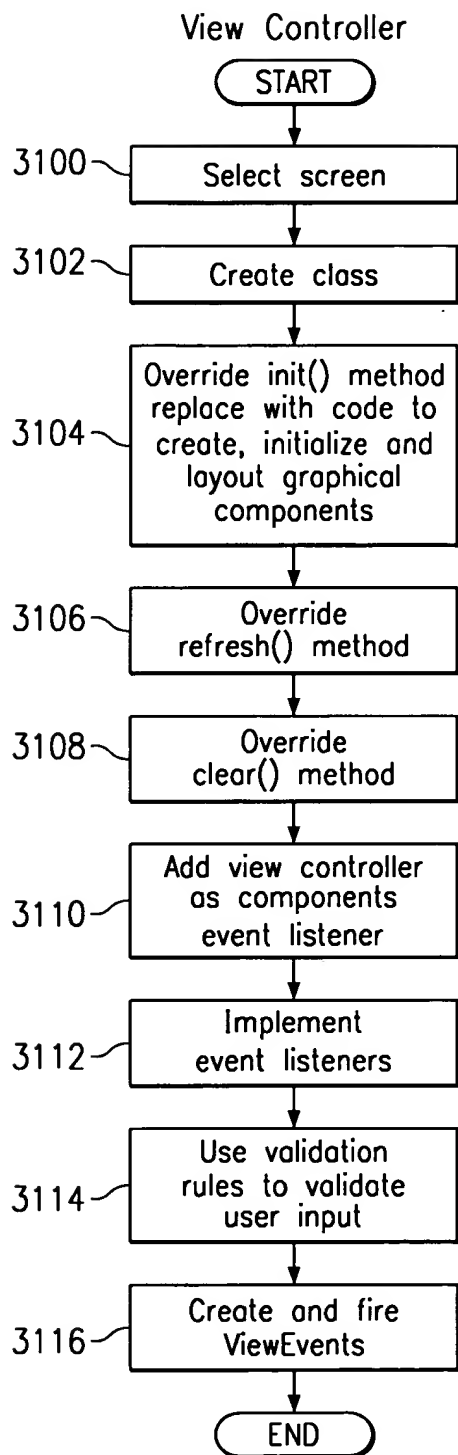 View Controller
START
3100
Select screen
3102
Create class
3104
Override init() method
replace with code to
create, initialize and
layout graphical
components
3106
Override
refresh() method
3108
Override
clear() method
3110
Add view controller
as components
event listener
3112
Implement
event listeners
3114
Use validation
rules to validate
user input
3116
Create and fire
ViewEvents
END